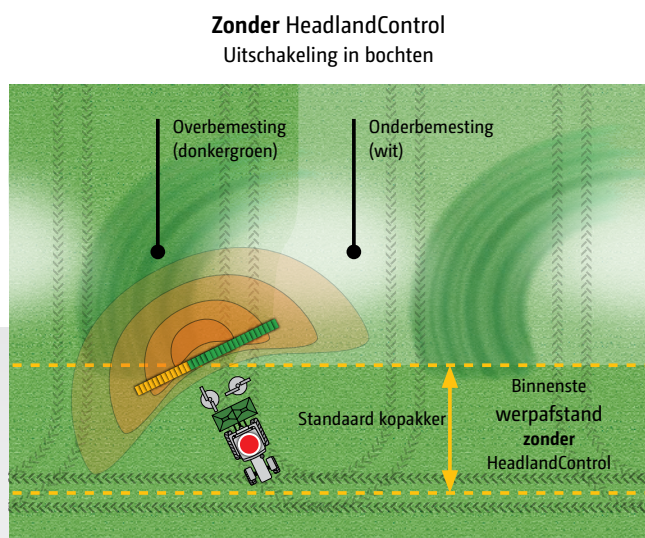 Zonder HeadlandControl
Uitschakeling in bochten
Overbemesting
(donkergroen)
Onderbemesting
(wit)
Standaard kopakker
Binnenste
werpafstand
zonder
HeadlandControl